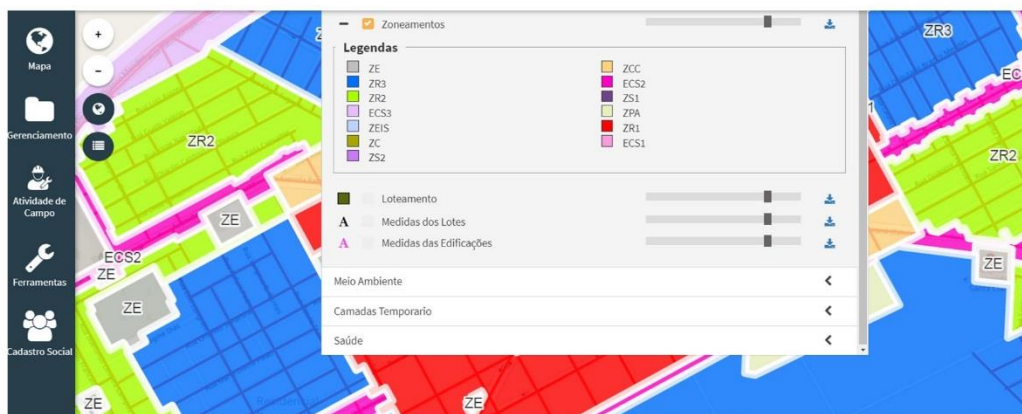 Mapa
Gerenciamento
Atividade de
Campo
Ferramentas
Cadastro Social
+
-
Zoneamentos
Legendas
ZE
ZR3
ZR2
ECS3
ZEIS
ZC
ZS2
ZCC
ECS2
ZS1
ZPA
ZR1
ECS1
Loteamento
A Medidas dos Lotes
A Medidas das Edificações
Meio Ambiente
Camadas Temporario
Saúde
ZR2
ZE
ECS2
ZE
ZE
ZE
ZE
ZR3
ZR2
ZE